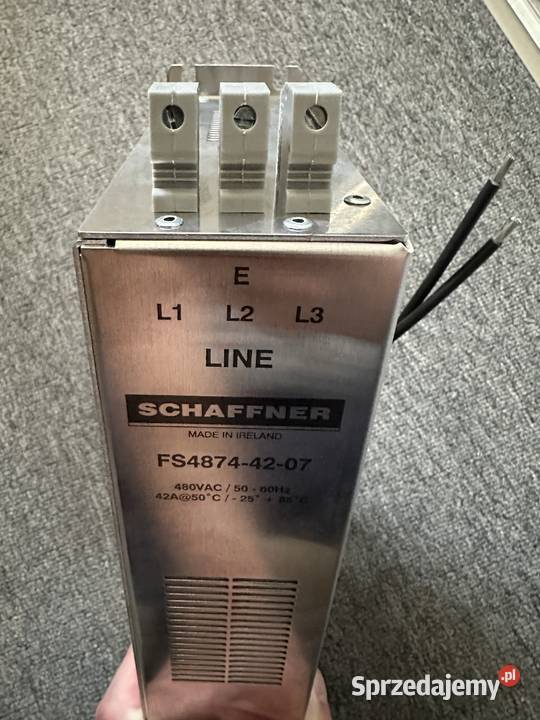 E
L1 L2 L3
LINE
SCHAFFNER
MADE IN IRELAND
FS4874-42-07
480VAC / 50 - 60Hz
42A@50°C / - 25° + 85°C
Sprzedajemy.pl